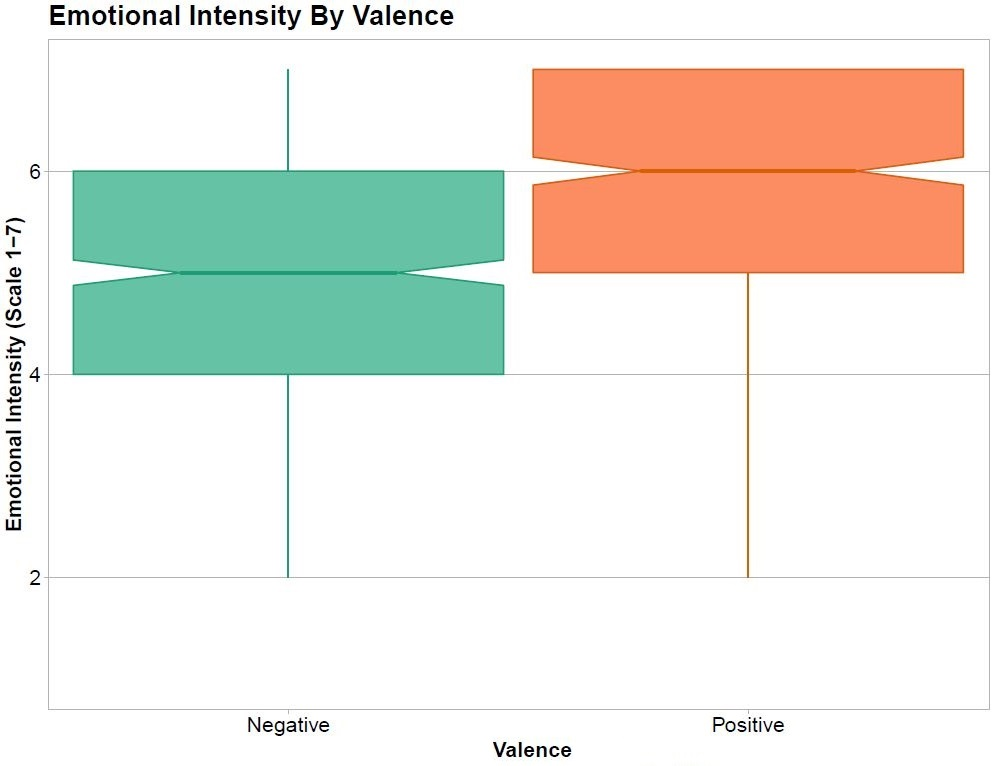 Emotional Intensity By Valence
Emotional Intensity (Scale 1−7)
6
4
2
Negative
Positive
Valence